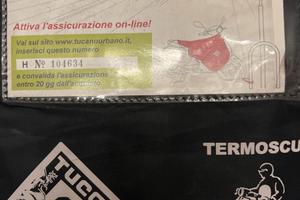 Attiva l'assicurazione on-line!
Vai sul sito www.tucanourbano.it,
inserisci questo numero
H Nº 104634
e convalida l'assicurazione
entro 20 gg dall'acquisto.
TERMOSCU
TUCA